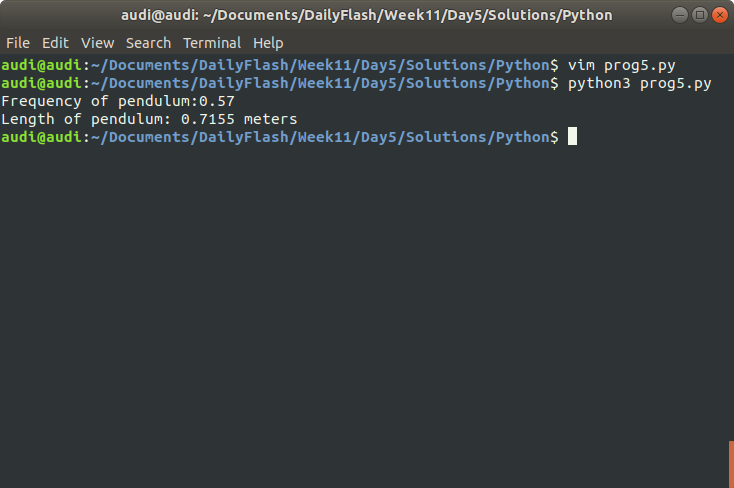 audi@audi: ~/Documents/DailyFlash/Week11/Day5/Solutions/Python
File Edit View Search Terminal Help
audi@audi:~/Documents/DailyFlash/Week11/Day5/Solutions/Python$ vim prog5.py
audi@audi:~/Documents/DailyFlash/Week11/Day5/Solutions/Python$ python3 prog5.py
Frequency of pendulum:0.57
Length of pendulum: 0.7155 meters
audi@audi:~/Documents/DailyFlash/Week11/Day5/Solutions/Python$